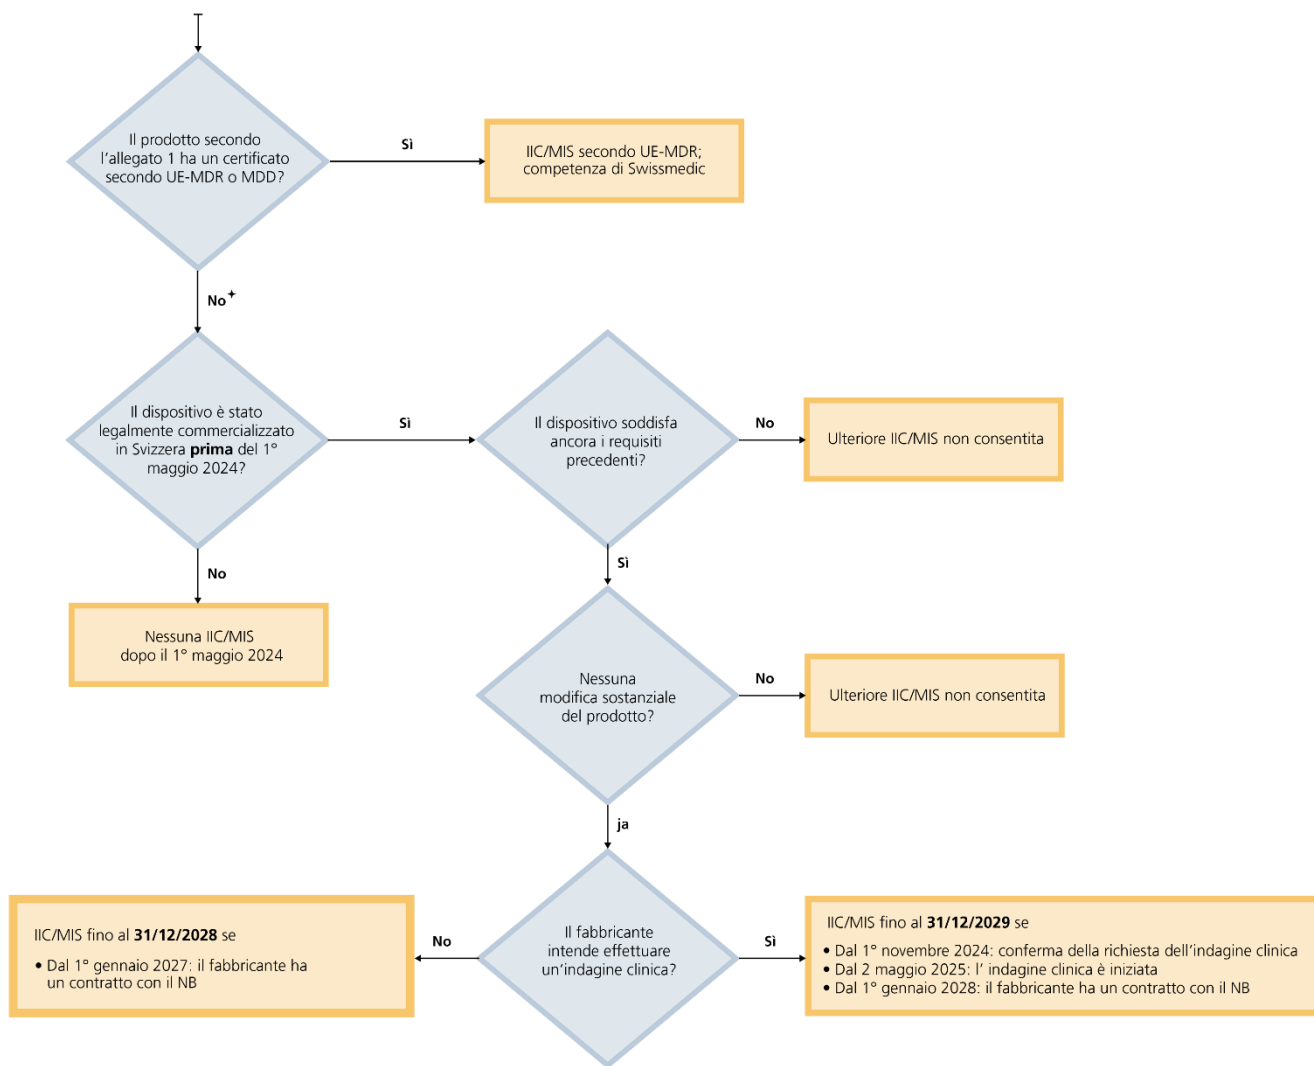 Il prodotto secondo
l'allegato 1 ha un certificato
secondo UE-MDR o MDD?
Sì
IIC/MIS secondo UE-MDR;
competenza di Swissmedic
No✦
Il dispositivo è stato
legalmente commercializzato
in Svizzera prima del 1°
maggio 2024?
Sì
Il dispositivo soddisfa
ancora i requisiti
precedenti?
No
Ulteriore IIC/MIS non consentita
No
Nessuna IIC/MIS
dopo il 1° maggio 2024
Sì
Nessuna
modifica sostanziale
del prodotto?
No
Ulteriore IIC/MIS non consentita
ja
Il fabbricante
intende effettuare
un'indagine clinica?
No
IIC/MIS fino al 31/12/2028 se
• Dal 1° gennaio 2027: il fabbricante ha
un contratto con il NB
Sì
IIC/MIS fino al 31/12/2029 se
• Dal 1° novembre 2024: conferma della richiesta dell'indagine clinica
• Dal 2 maggio 2025: l' indagine clinica è iniziata
• Dal 1° gennaio 2028: il fabbricante ha un contratto con il NB